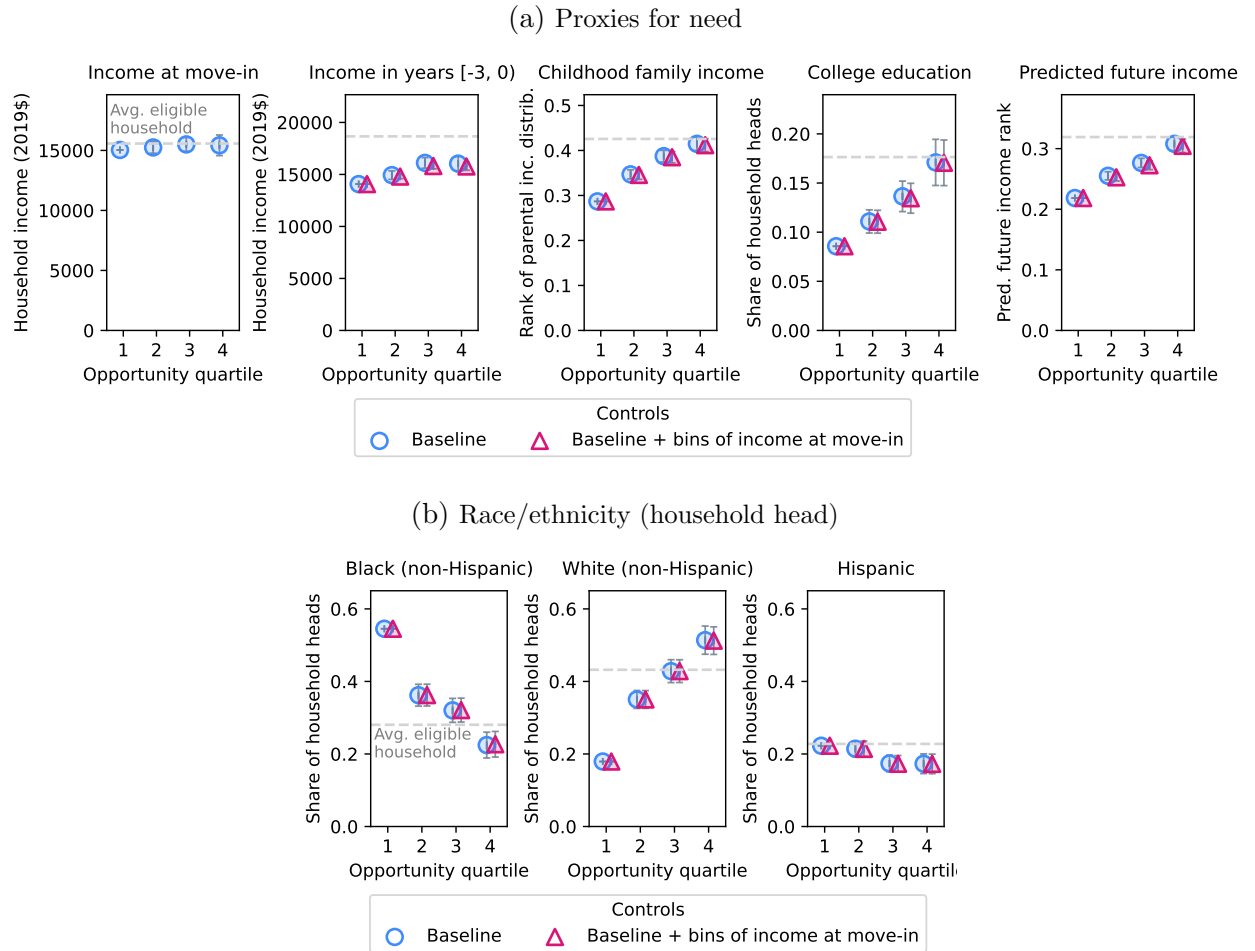 (a) Proxies for need
Income at move-in
Income in years [-3, 0)
Childhood family income
College education
Predicted future income
Household income (2019$)
15000
10000
5000
0
Avg. eligible
household
1 2 3 4
Opportunity quartile
Household income (2019$)
20000
15000
10000
5000
0
1 2 3 4
Opportunity quartile
Rank of parental inc. distrib.
0.5
0.4
0.3
0.2
0.1
0.0
1 2 3 4
Opportunity quartile
Share of household heads
0.20
0.15
0.10
0.05
0.00
1 2 3 4
Opportunity quartile
Pred. future income rank
0.3
0.2
0.1
0.0
1 2 3 4
Opportunity quartile
Controls
Baseline
Baseline + bins of income at move-in
(b) Race/ethnicity (household head)
Black (non-Hispanic)
White (non-Hispanic)
Hispanic
Share of household heads
0.6
0.4
0.2
0.0
Avg. eligible
household
1 2 3 4
Opportunity quartile
Share of household heads
0.6
0.4
0.2
0.0
1 2 3 4
Opportunity quartile
Share of household heads
0.6
0.4
0.2
0.0
1 2 3 4
Opportunity quartil
Controls
Baseline
Baseline + bins of income at move-in